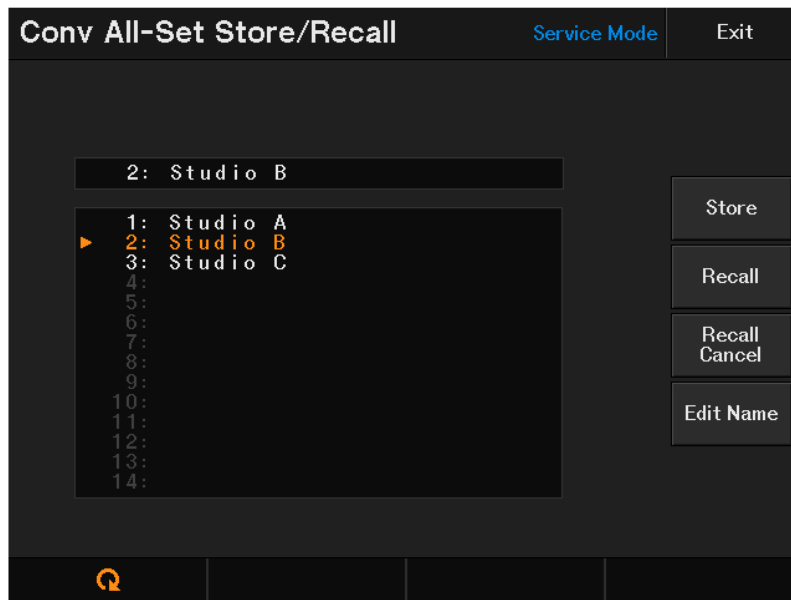 Conv All-Set Store/Recall
Service Mode
Exit
2: Studio B
1: Studio A
2: Studio B
3: Studio C
4:
5:
6:
7:
8:
9:
10:
11:
12:
13:
14:
Store
Recall
Recall
Cancel
Edit Name